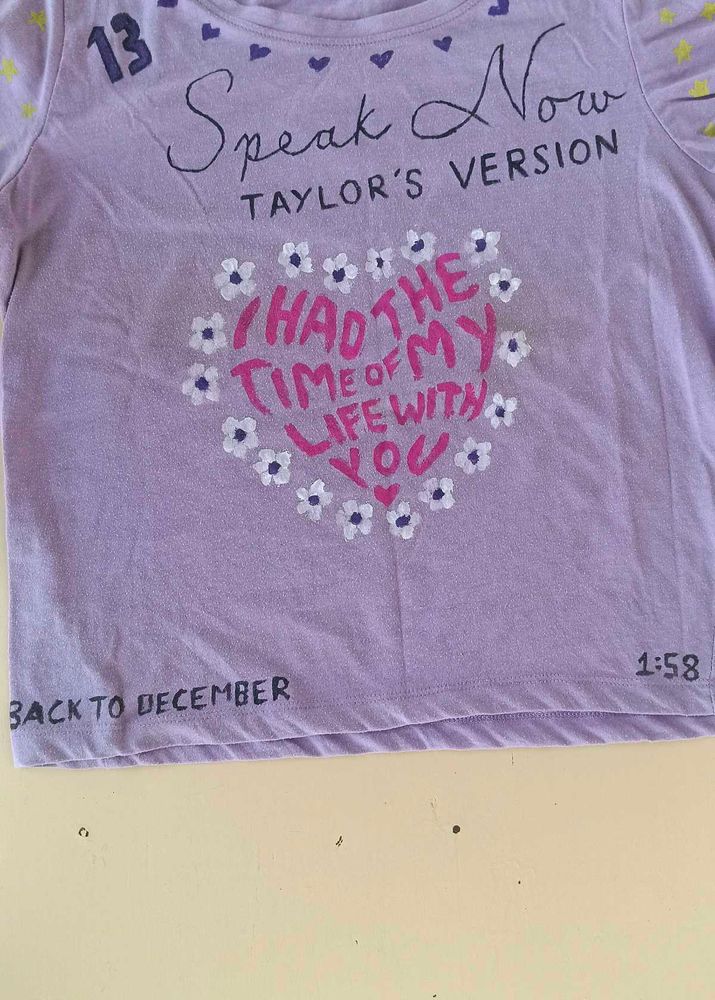 13
Speak Now
TAYLOR'S VERSION
I HAD THE
TIME OF MY
LIFE WITH
YOU
BACK TO DECEMBER
1:58